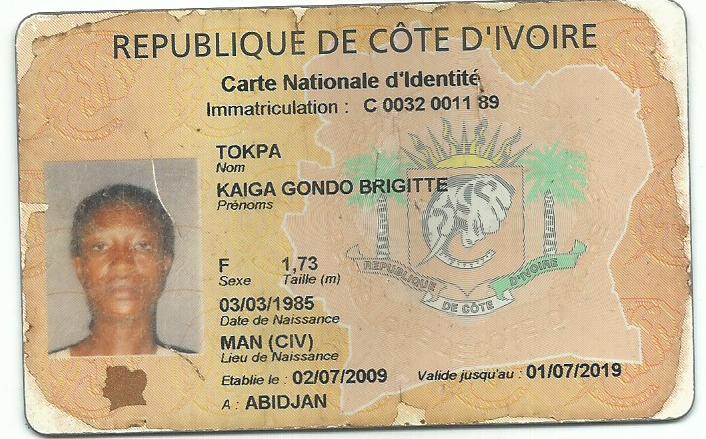 REPUBLIQUE DE CÔTE D'IVOIRE
Carte Nationale d'Identité
Immatriculation : C 0032 0011 89
TOKPA
Nom
KAIGA GONDO BRIGITTE
Prénoms
F 1,73
Sexe Taille (m)
03/03/1985
Date de Naissance
MAN (CIV)
Lieu de Naissance
Etablie le : 02/07/2009 Valide jusqu'au : 01/07/2019
A : ABIDJAN
REPUBLIQUE
DE CÔTE
D'IVOIRE